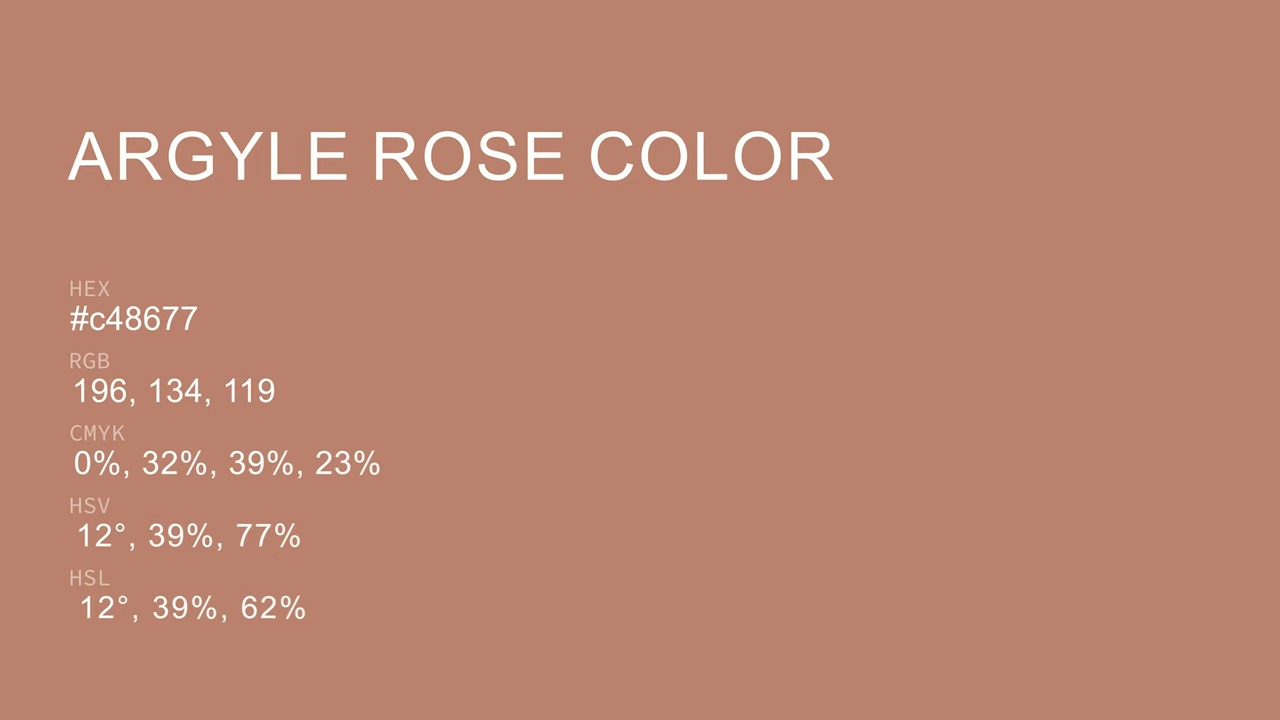 ARGYLE ROSE COLOR
HEX
#c48677
RGB
196, 134, 119
CMYK
0%, 32%, 39%, 23%
HSV
12°, 39%, 77%
HSL
12°, 39%, 62%